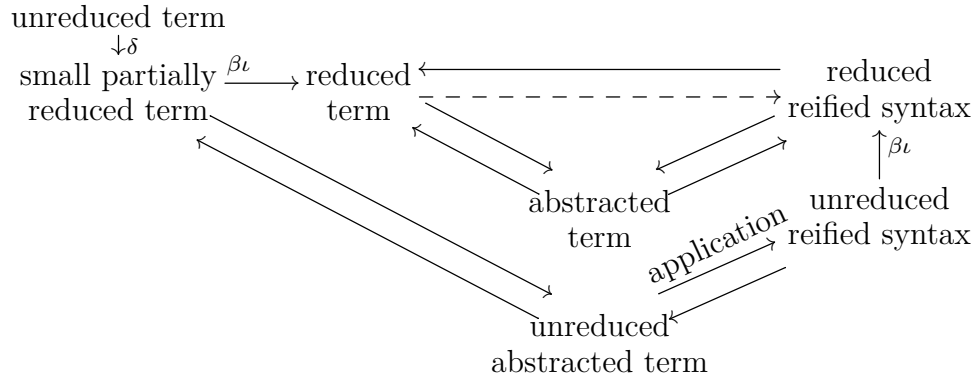 unreduced term
δ
small partially
reduced term
βι
reduced
term
reduced
reified syntax
βι
abstracted
term
unreduced
reified syntax
application
unreduced
abstracted term